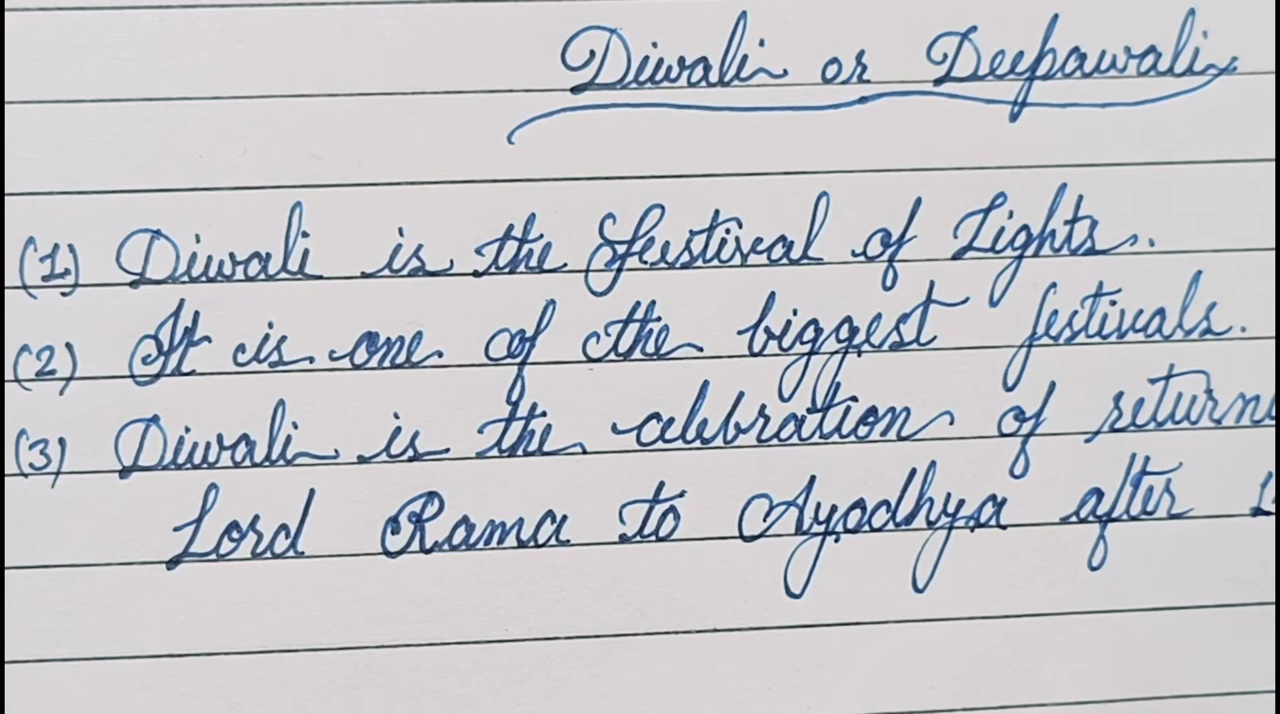 Diwali or Deepawali
(1) Diwali is the festival of Lights.
(2) It is one of the biggest festivals.
(3) Diwali is the celebration of return
Lord Rama to Ayodhya after